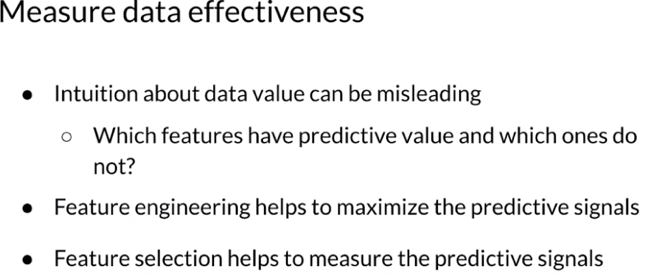 Measure data effectiveness
● Intuition about data value can be misleading
○ Which features have predictive value and which ones do
not?
● Feature engineering helps to maximize the predictive signals
● Feature selection helps to measure the predictive signals